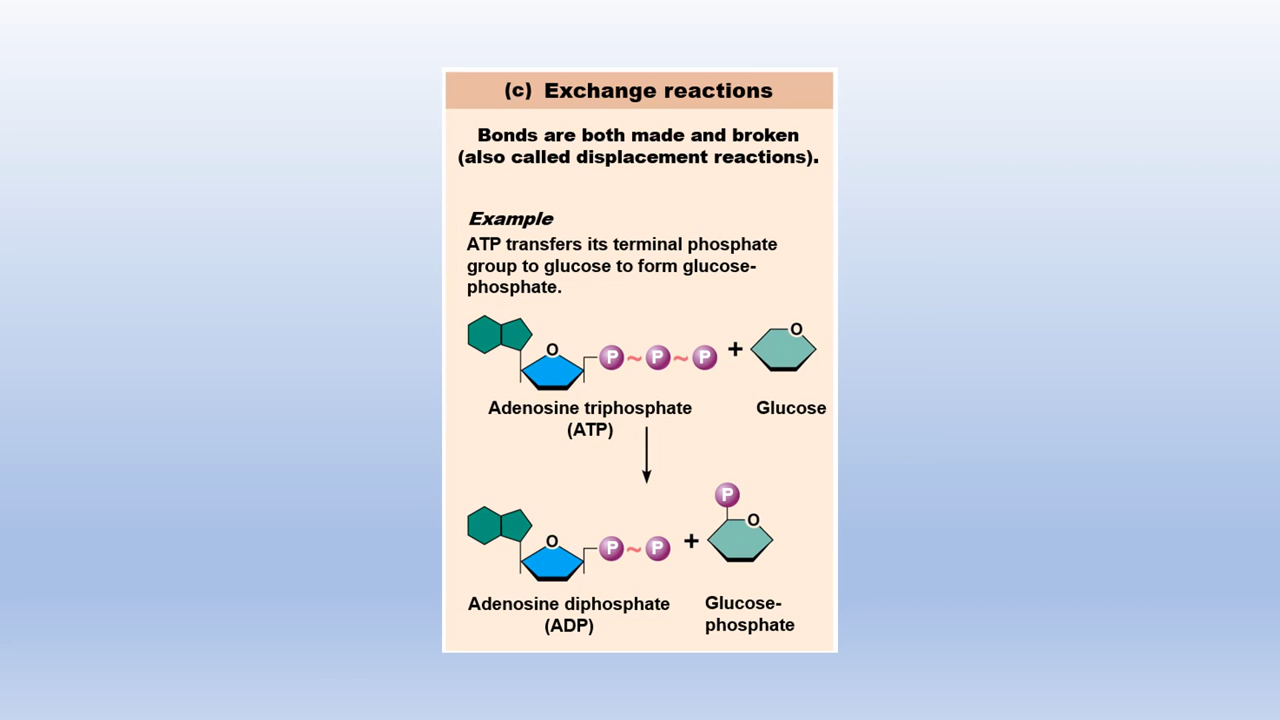 (c) Exchange reactions
Bonds are both made and broken
(also called displacement reactions).
Example
ATP transfers its terminal phosphate
group to glucose to form glucose-
phosphate.
O P ~ P ~ P + O
Adenosine triphosphate
(ATP)
Glucose
P
O P ~ P + O
Adenosine diphosphate
(ADP)
Glucose-
phosphate